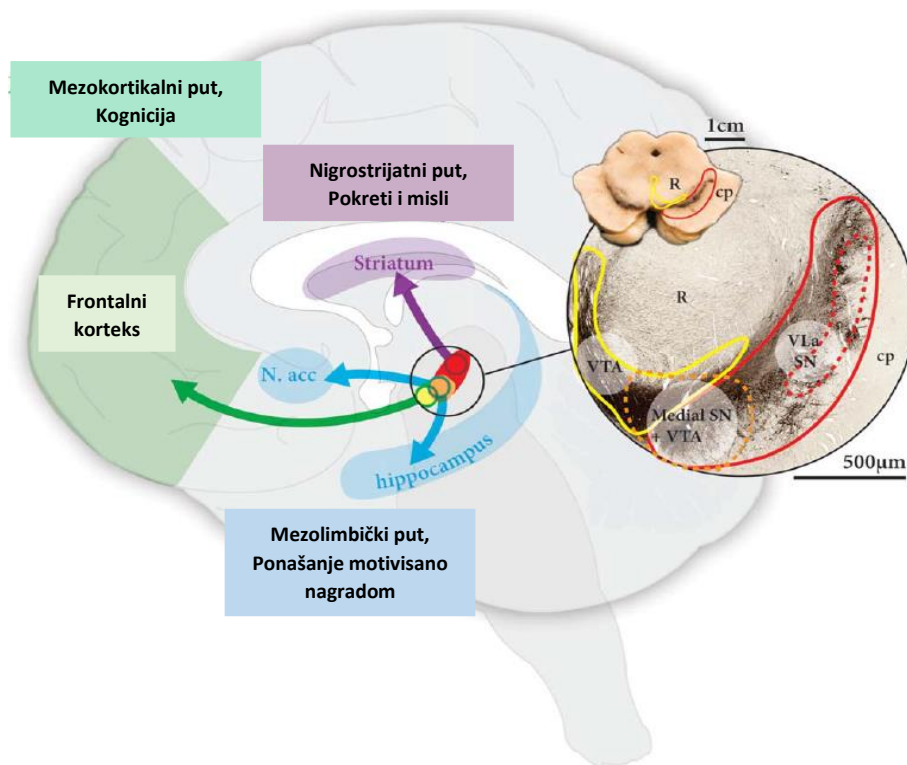 Mezokortikalni put,
Kognicija
1cm
Nigrostrijatni put,
Pokreti i misli
R
cp
Striatum
Frontalni
korteks
R
N. acc
VTA
VLa
SN
cp
Medial SN
+ VTA
hippocampus
500µm
Mezolimbički put,
Ponašanje motivisano
nagradom